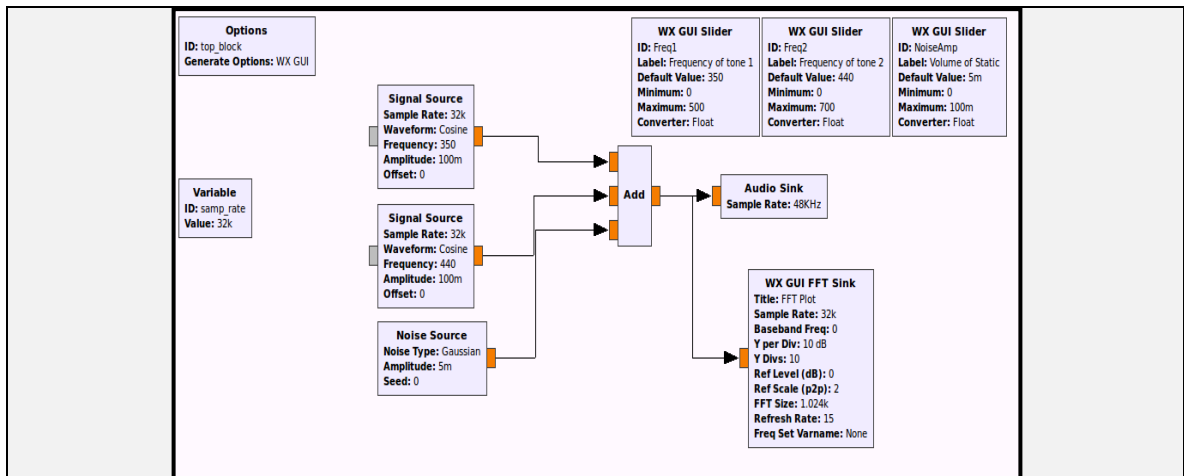 Options
ID: top_block
Generate Options: WX GUI
WX GUI Slider
ID: Freq1
Label: Frequency of tone 1
Default Value: 350
Minimum: 0
Maximum: 500
Converter: Float
WX GUI Slider
ID: Freq2
Label: Frequency of tone 2
Default Value: 440
Minimum: 0
Maximum: 700
Converter: Float
WX GUI Slider
ID: NoiseAmp
Label: Volume of Static
Default Value: 5m
Minimum: 0
Maximum: 100m
Converter: Float
Signal Source
Sample Rate: 32k
Waveform: Cosine
Frequency: 350
Amplitude: 100m
Offset: 0
Variable
ID: samp_rate
Value: 32k
Add
Audio Sink
Sample Rate: 48KHz
Signal Source
Sample Rate: 32k
Waveform: Cosine
Frequency: 440
Amplitude: 100m
Offset: 0
Noise Source
Noise Type: Gaussian
Amplitude: 5m
Seed: 0
WX GUI FFT Sink
Title: FFT Plot
Sample Rate: 32k
Baseband Freq: 0
Y per Div: 10 dB
Y Divs: 10
Ref Level (dB): 0
Ref Scale (p2p): 2
FFT Size: 1.024k
Refresh Rate: 15
Freq Set Varname: None